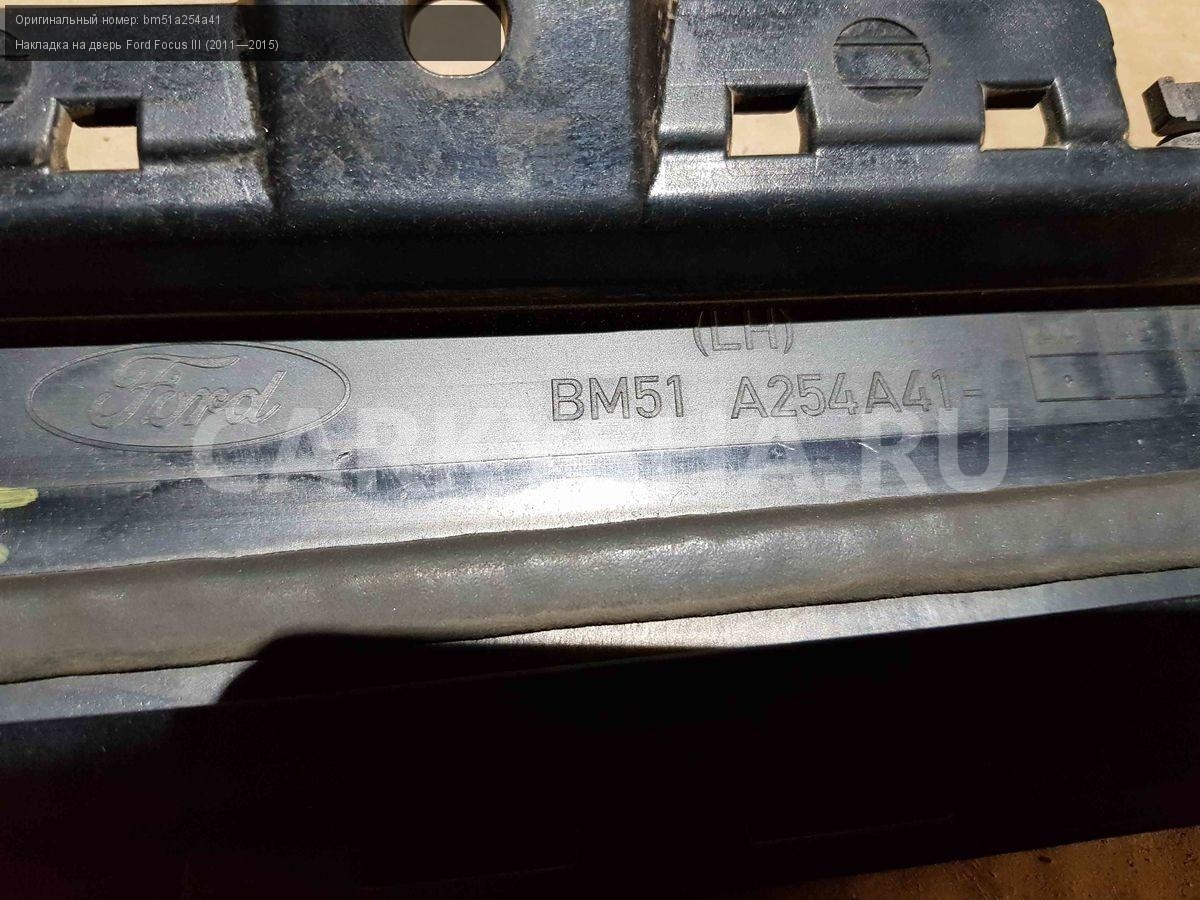 Оригинальный номер: bm51a254a41
Накладка на дверь Ford Focus III (2011—2015)
(LH)
Ford
BM51 A254A41-